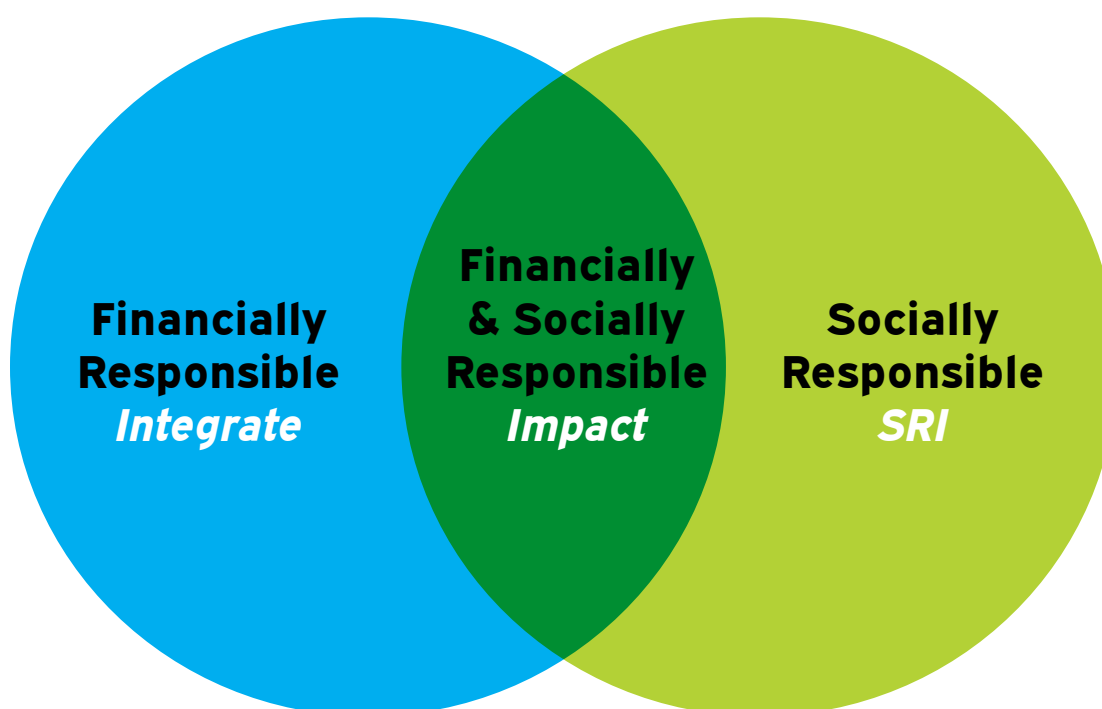 Financially
Responsible
Integrate
Financially
& Socially
Responsible
Impact
Socially
Responsible
SRI